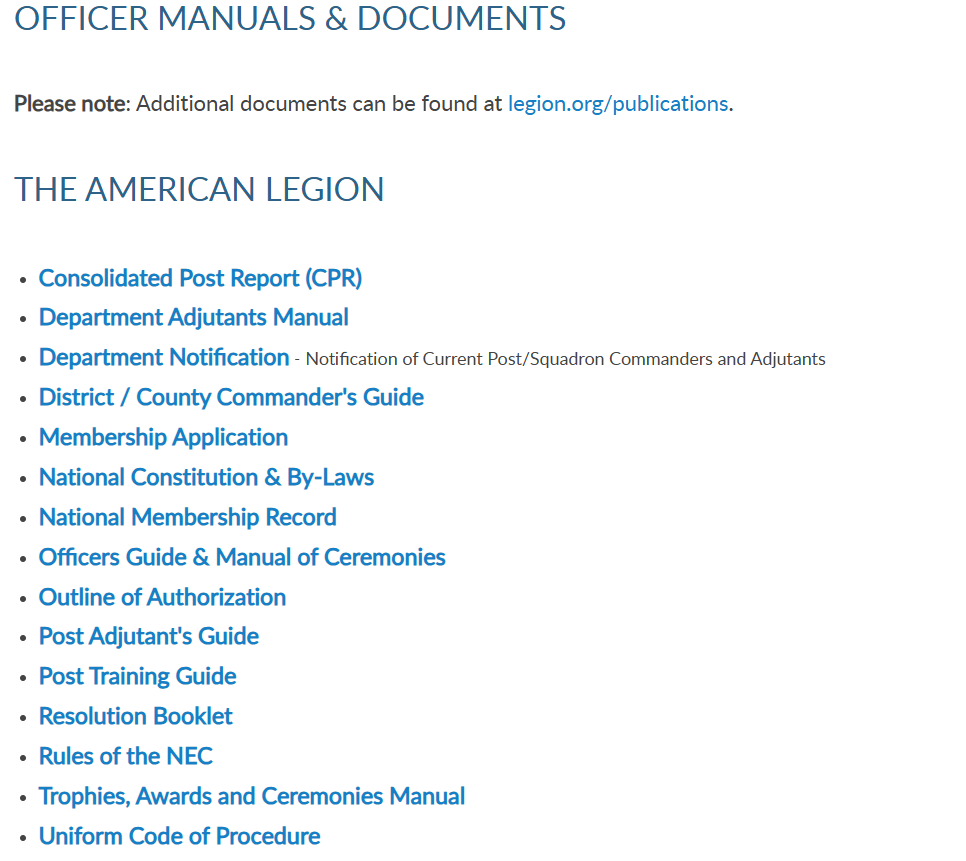 OFFICER MANUALS & DOCUMENTS
Please note: Additional documents can be found at legion.org/publications.
THE AMERICAN LEGION
• Consolidated Post Report (CPR)
• Department Adjutants Manual
• Department Notification - Notification of Current Post/Squadron Commanders and Adjutants
• District / County Commander's Guide
• Membership Application
• National Constitution & By-Laws
• National Membership Record
• Officers Guide & Manual of Ceremonies
• Outline of Authorization
• Post Adjutant's Guide
• Post Training Guide
• Resolution Booklet
• Rules of the NEC
• Trophies, Awards and Ceremonies Manual
• Uniform Code of Procedure